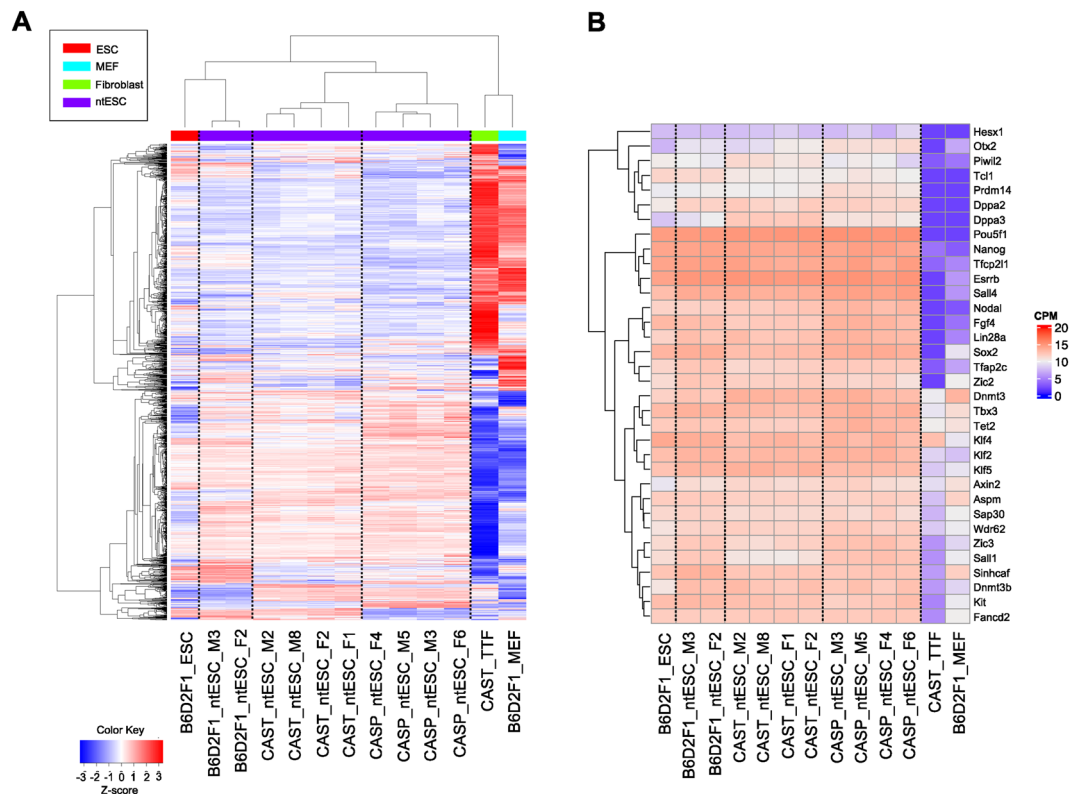 A
ESC
MEF
Fibroblast
ntESC
B6D2F1_ESC
B6D2F1_ntESC_M3
B6D2F1_ntESC_F2
CAST_ntESC_M2
CAST_ntESC_M8
CAST_ntESC_F2
CAST_ntESC_F1
CASP_ntESC_F4
CASP_ntESC_M5
CASP_ntESC_M3
CASP_ntESC_F6
CAST_TTF
B6D2F1_MEF
Color Key
-3 -2 -1 0 1 2 3
Z-score
B
Hesx1
Otx2
Piwil2
Tcl1
Prdm14
Dppa2
Dppa3
Pou5f1
Nanog
Tfcp2l1
Esrrb
Sall4
Nodal
Fgf4
Lin28a
Sox2
Tfap2c
Zic2
Dnmt3
Tbx3
Tet2
Klf4
Klf2
Klf5
Axin2
Aspm
Sap30
Wdr62
Zic3
Sall1
Sinhcaf
Dnmt3b
Kit
Fancd2
B6D2F1_ESC
B6D2F1_ntESC_M3
B6D2F1_ntESC_F2
CAST_ntESC_M2
CAST_ntESC_M8
CAST_ntESC_F1
CAST_ntESC_F2
CASP_ntESC_M3
CASP_ntESC_M5
CASP_ntESC_F4
CASP_ntESC_F6
CAST_TTF
B6D2F1_MEF
CPM
20
15
10
5
0